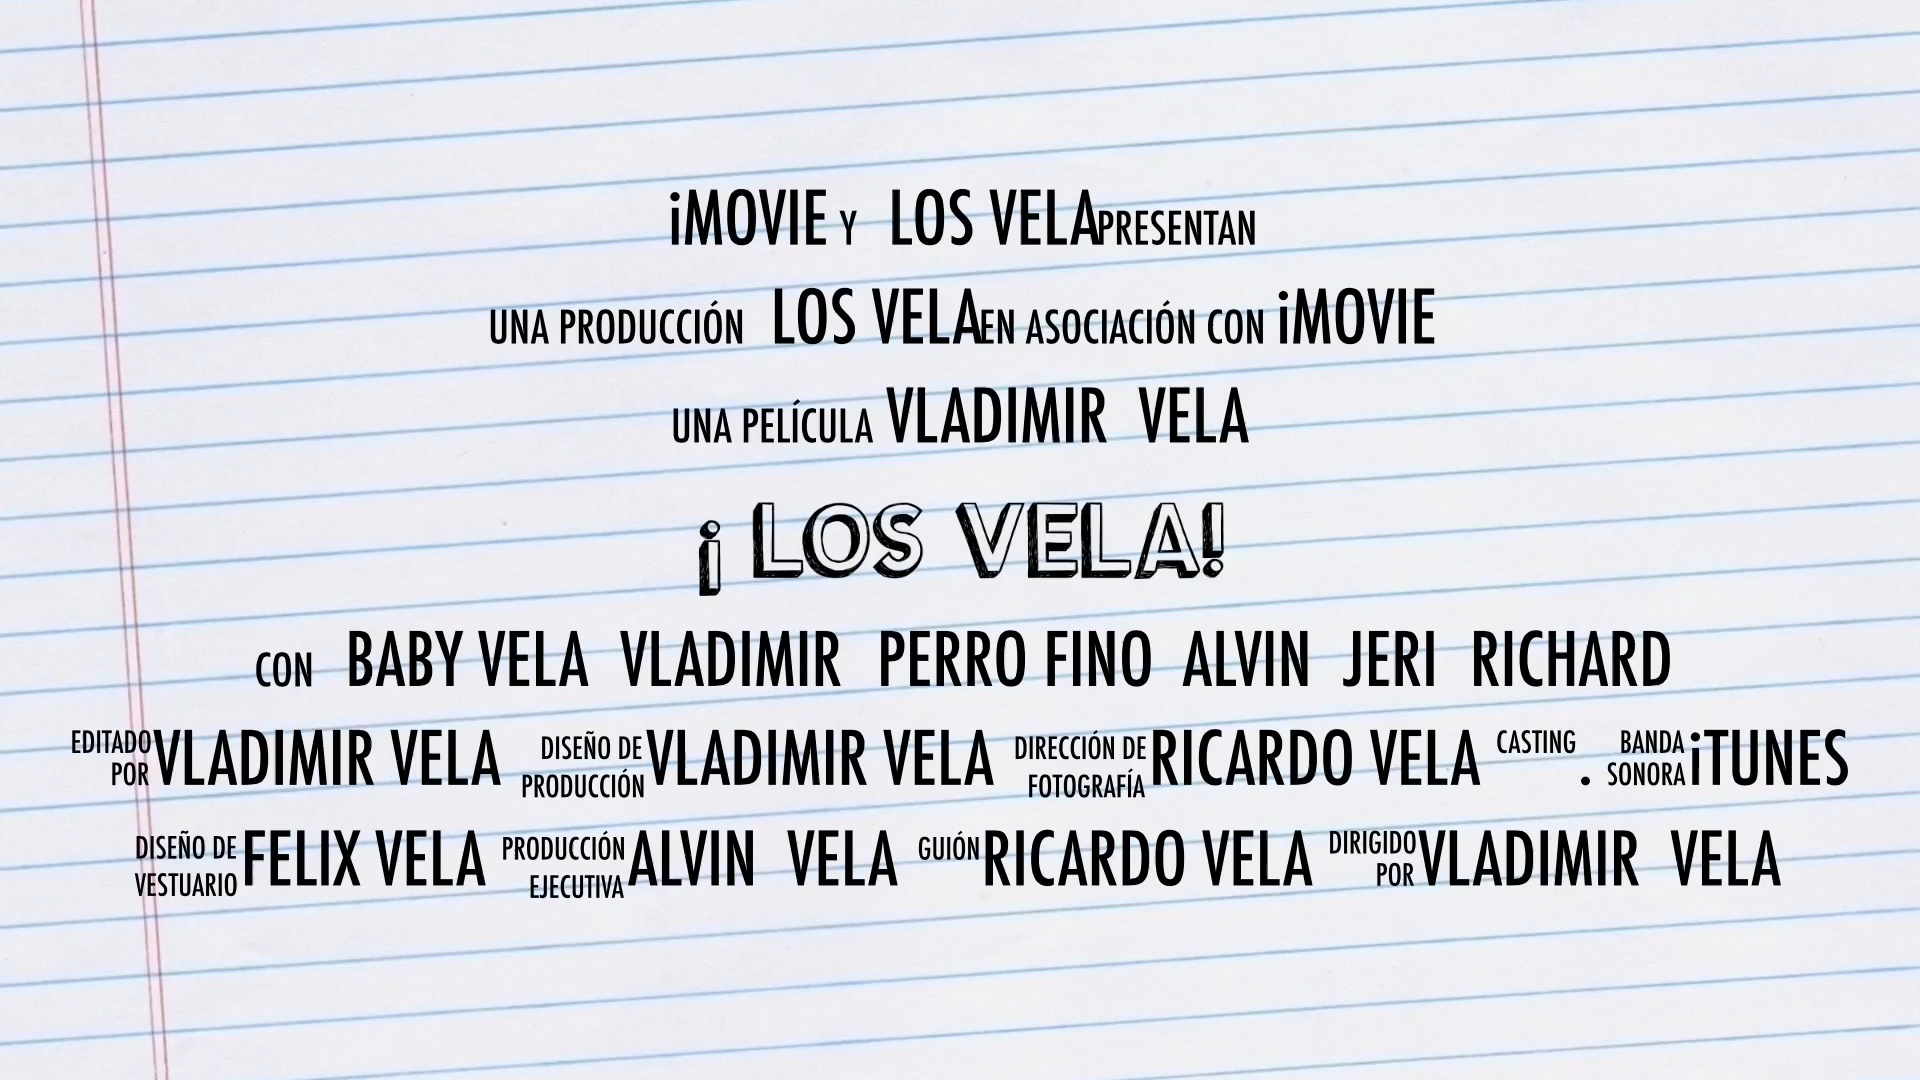 iMOVIE Y LOS VELA PRESENTAN
UNA PRODUCCIÓN LOS VELA EN ASOCIACIÓN CON iMOVIE
UNA PELÍCULA VLADIMIR VELA
¡ LOS VELA!
CON BABY VELA VLADIMIR PERRO FINO ALVIN JERI RICHARD
EDITADO POR VLADIMIR VELA DISEÑO DE PRODUCCIÓN VLADIMIR VELA DIRECCIÓN DE FOTOGRAFÍA RICARDO VELA CASTING . BANDA SONORA iTUNES
DISEÑO DE VESTUARIO FELIX VELA PRODUCCIÓN EJECUTIVA ALVIN VELA GUIÓN RICARDO VELA DIRIGIDO POR VLADIMIR VELA